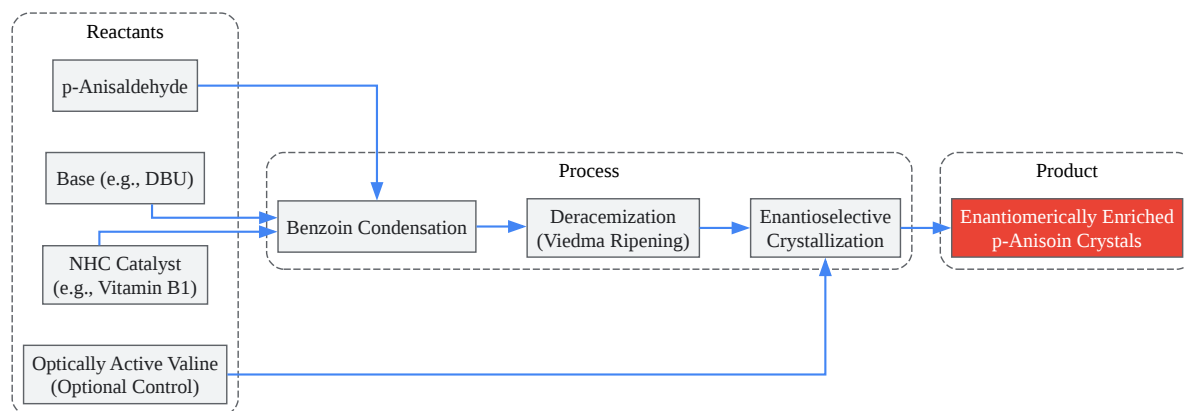 Reactants
p-Anisaldehyde
Base (e.g., DBU)
NHC Catalyst
(e.g., Vitamin B1)
Optically Active Valine
(Optional Control)
Process
Benzoin Condensation
Deracemization
(Viedma Ripening)
Enantioselective
Crystallization
Product
Enantiomerically Enriched
p-Anisoin Crystals